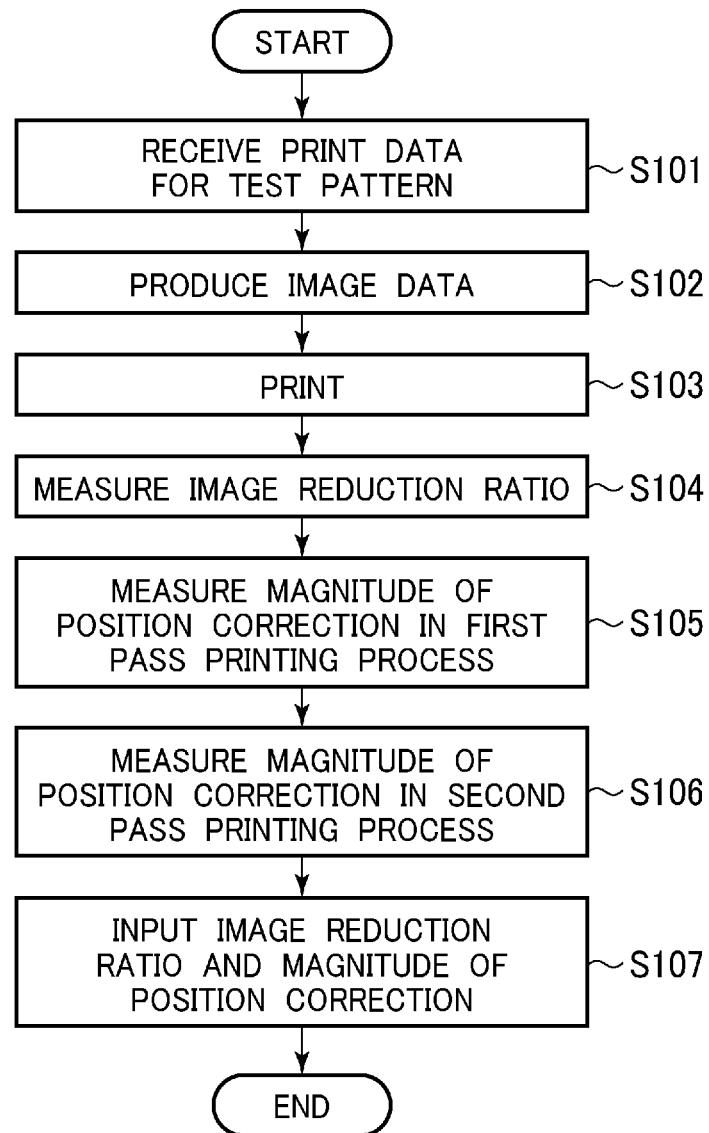 START
RECEIVE PRINT DATA
FOR TEST PATTERN
S101
PRODUCE IMAGE DATA
S102
PRINT
S103
MEASURE IMAGE REDUCTION RATIO
S104
MEASURE MAGNITUDE OF
POSITION CORRECTION IN FIRST
PASS PRINTING PROCESS
S105
MEASURE MAGNITUDE OF
POSITION CORRECTION IN SECOND
PASS PRINTING PROCESS
S106
INPUT IMAGE REDUCTION
RATIO AND MAGNITUDE OF
POSITION CORRECTION
S107
END